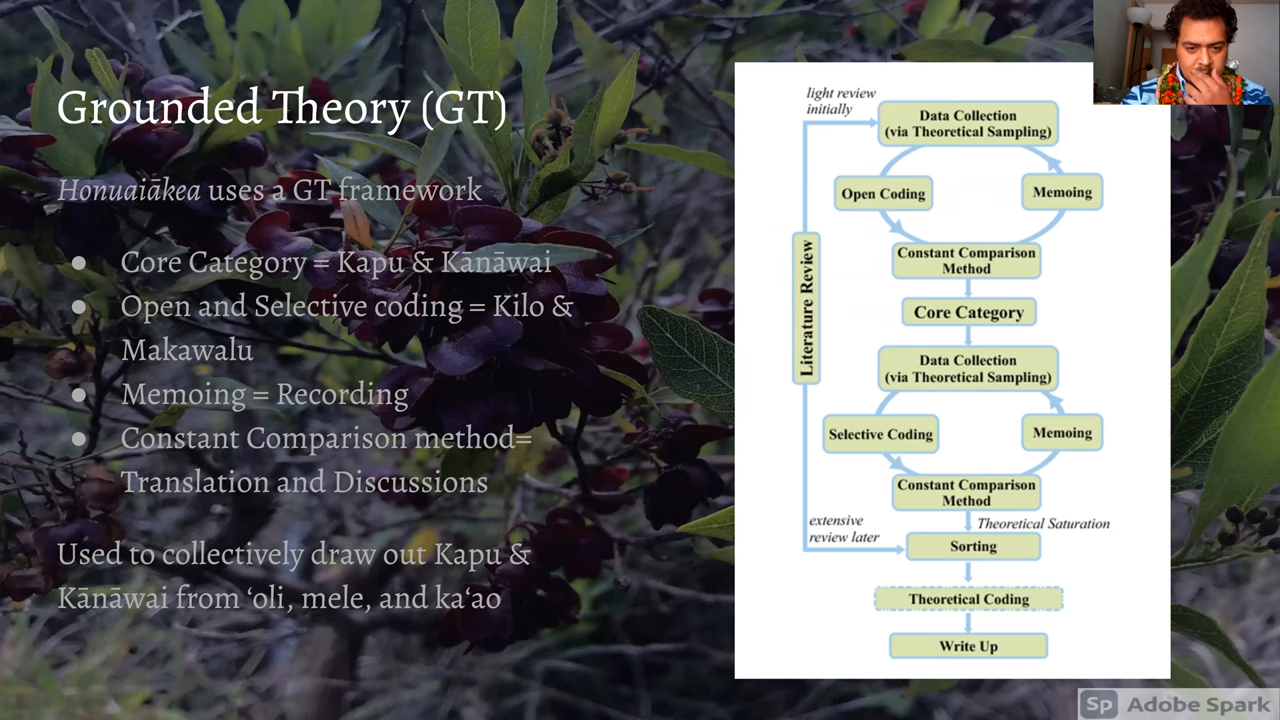 Grounded Theory (GT)
Honuaiākea uses a GT framework
● Core Category = Kapu & Kānāwai
● Open and Selective coding = Kilo &
Makawalu
● Memoing = Recording
● Constant Comparison method=
Translation and Discussions
Used to collectively draw out Kapu &
Kānāwai from ʻoli, mele, and kaʻao
light review
initially
Data Collection
(via Theoretical Sampling)
Open Coding
Memoing
Constant Comparison
Method
Literature Review
Core Category
Data Collection
(via Theoretical Sampling)
Selective Coding
Memoing
Constant Comparison
Method
extensive
review later
Theoretical Saturation
Sorting
Theoretical Coding
Write Up
Sp Adobe Spark